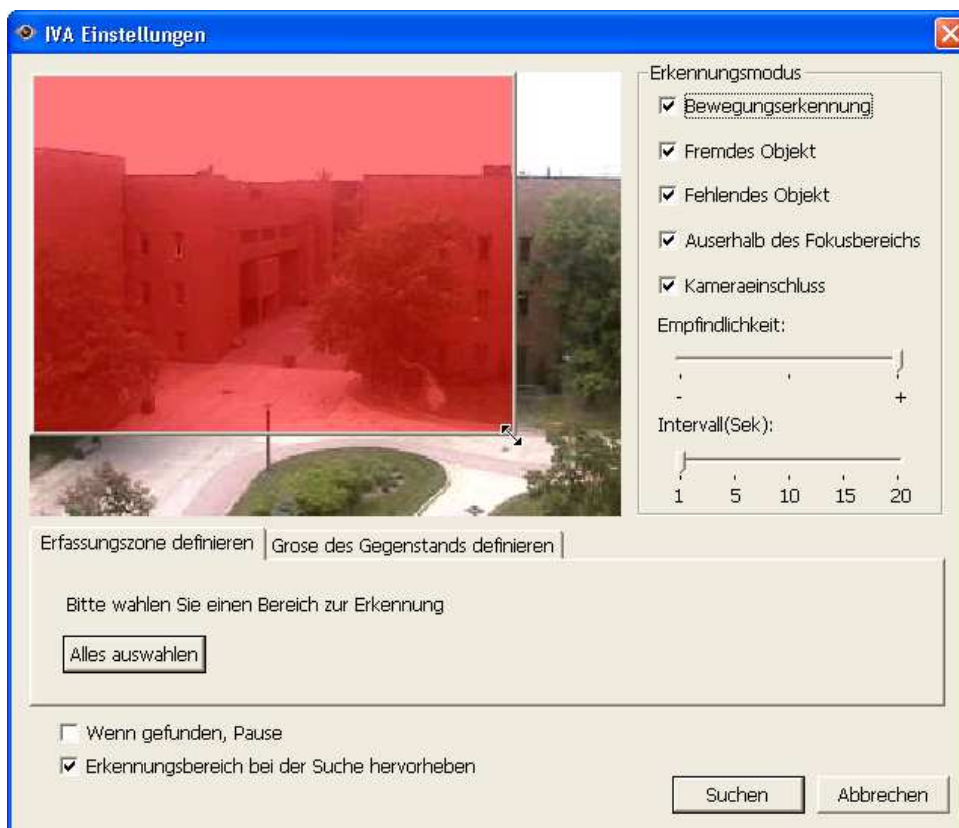 IVA Einstellungen
Erkennungsmodus
Bewegungserkennung
Fremdes Objekt
Fehlendes Objekt
Auserhalb des Fokusbereichs
Kameraeinschluss
Empfindlichkeit:
- +
Intervall(Sek):
1 5 10 15 20
Erfassungszone definieren
Grose des Gegenstands definieren
Bitte wahlen Sie einen Bereich zur Erkennung
Alles auswahlen
Wenn gefunden, Pause
Erkennungsbereich bei der Suche hervorheben
Suchen
Abbrechen